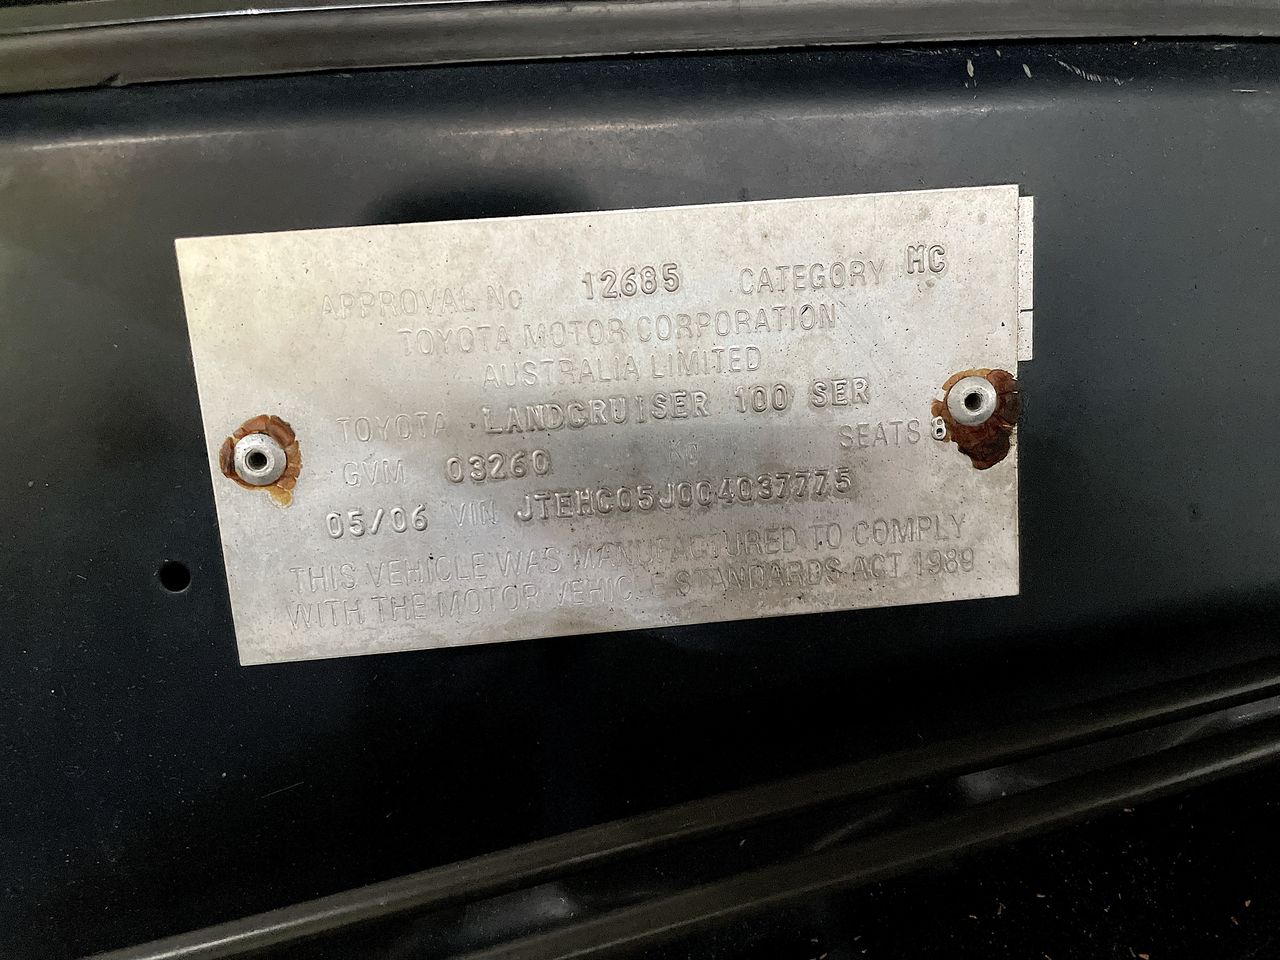 APPROVAL No 12685 CATEGORY MC
TOYOTA MOTOR CORPORATION
AUSTRALIA LIMITED
TOYOTA LANDCRUISER 100 SER
GVM 03260 KG SEATS 8
05/06 VIN JTEHC05J004037775
THIS VEHICLE WAS MANUFACTURED TO COMPLY
WITH THE MOTOR VEHICLE STANDARDS ACT 1989